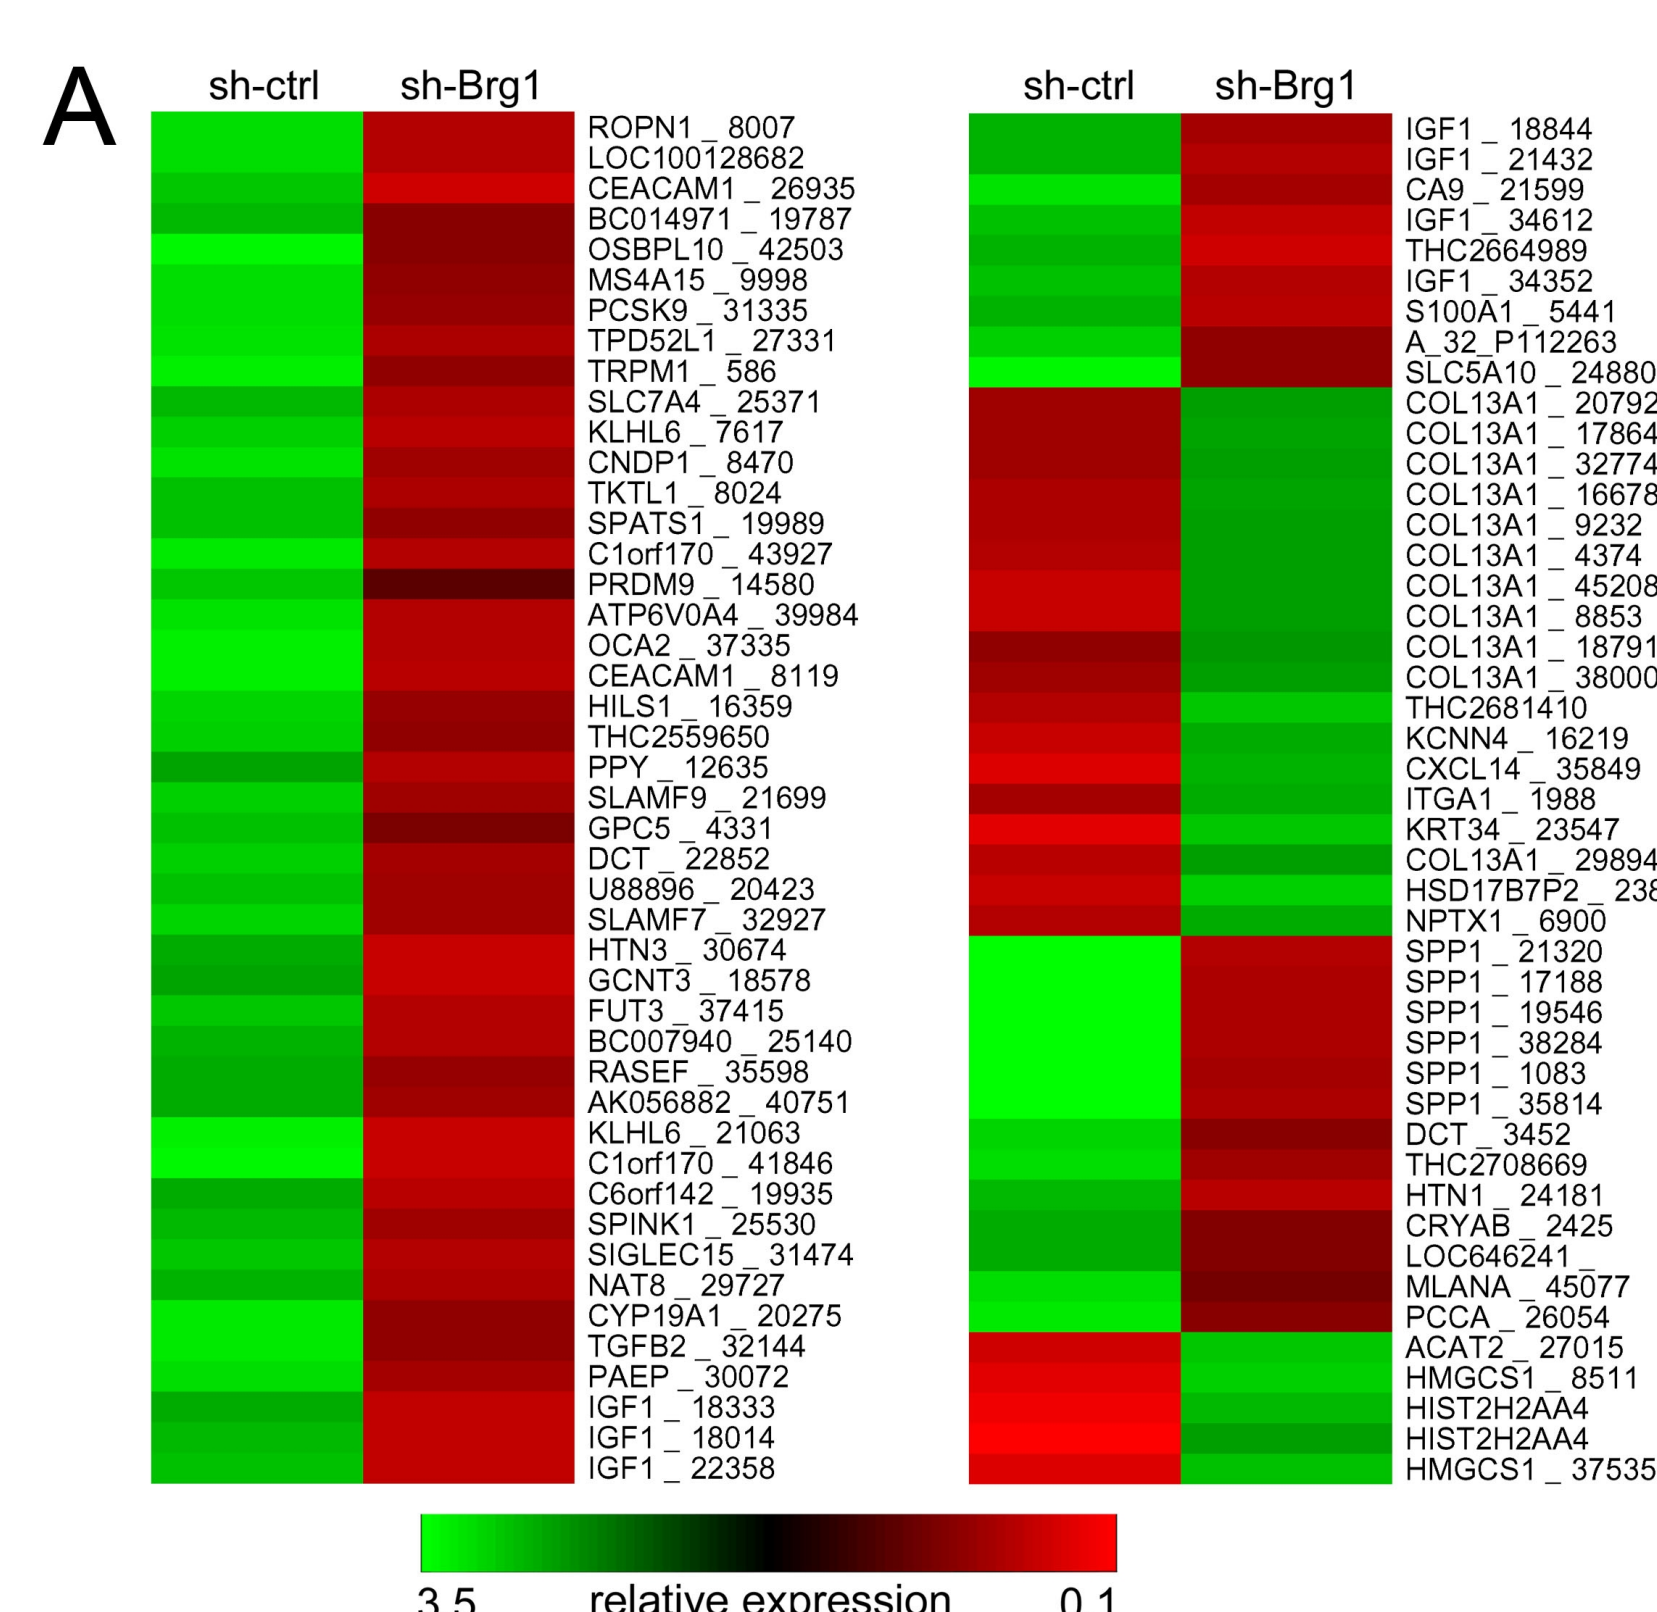 A
sh-ctrl sh-Brg1
ROPN1 _ 8007
LOC100128682
CEACAM1 _ 26935
BC014971 _ 19787
OSBPL10 _ 42503
MS4A15 _ 9998
PCSK9 _ 31335
TPD52L1 _ 27331
TRPM1 _ 586
SLC7A4 _ 25371
KLHL6 _ 7617
CNDP1 _ 8470
TKTL1 _ 8024
SPATS1 _ 19989
C1orf170 _ 43927
PRDM9 _ 14580
ATP6V0A4 _ 39984
OCA2 _ 37335
CEACAM1 _ 8119
HILS1 _ 16359
THC2559650
PPY _ 12635
SLAMF9 _ 21699
GPC5 _ 4331
DCT _ 22852
U88896 _ 20423
SLAMF7 _ 32927
HTN3 _ 30674
GCNT3 _ 18578
FUT3 _ 37415
BC007940 _ 25140
RASEF _ 35598
AK056882 _ 40751
KLHL6 _ 21063
C1orf170 _ 41846
C6orf142 _ 19935
SPINK1 _ 25530
SIGLEC15 _ 31474
NAT8 _ 29727
CYP19A1 _ 20275
TGFB2 _ 32144
PAEP _ 30072
IGF1 _ 18333
IGF1 _ 18014
IGF1 _ 22358
sh-ctrl sh-Brg1
IGF1 _ 18844
IGF1 _ 21432
CA9 _ 21599
IGF1 _ 34612
THC2664989
IGF1 _ 34352
S100A1 _ 5441
A_32_P112263
SLC5A10 _ 24880
COL13A1 _ 20792
COL13A1 _ 17864
COL13A1 _ 32774
COL13A1 _ 16678
COL13A1 _ 9232
COL13A1 _ 4374
COL13A1 _ 45208
COL13A1 _ 8853
COL13A1 _ 18791
COL13A1 _ 38000
THC2681410
KCNN4 _ 16219
CXCL14 _ 35849
ITGA1 _ 1988
KRT34 _ 23547
COL13A1 _ 29894
HSD17B7P2 _ 238
NPTX1 _ 6900
SPP1 _ 21320
SPP1 _ 17188
SPP1 _ 19546
SPP1 _ 38284
SPP1 _ 1083
SPP1 _ 35814
DCT _ 3452
THC2708669
HTN1 _ 24181
CRYAB _ 2425
LOC646241 _
MLANA _ 45077
PCCA _ 26054
ACAT2 _ 27015
HMGCS1 _ 8511
HIST2H2AA4
HIST2H2AA4
HMGCS1 _ 37535
3.5 relative expression 0.1